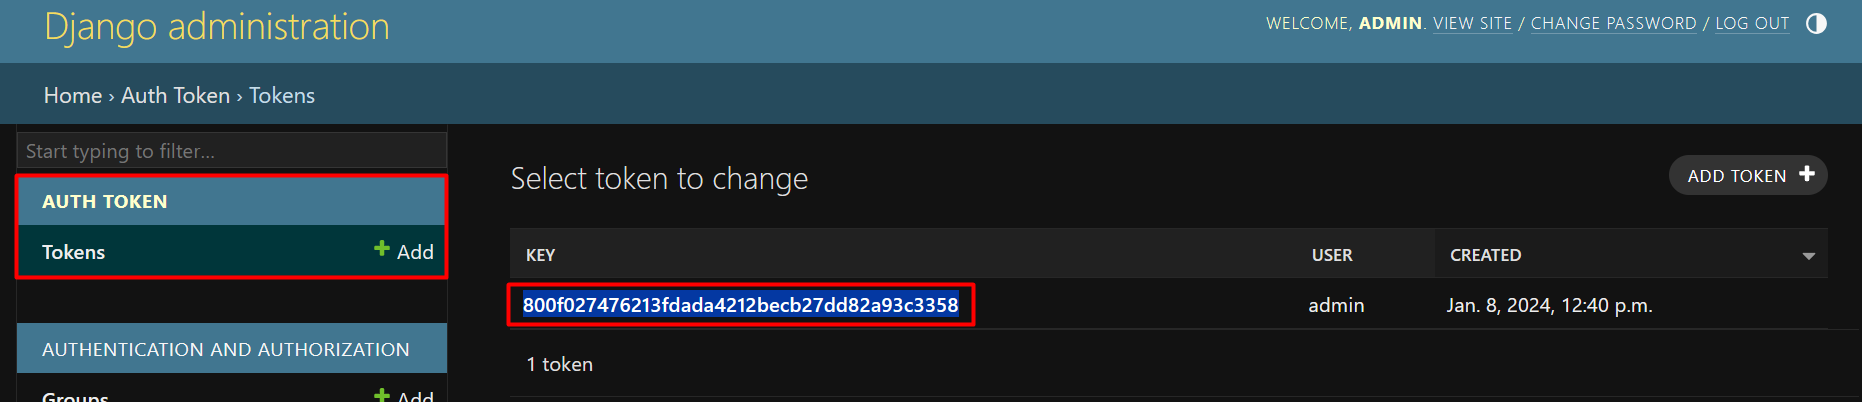 Django administration
WELCOME, ADMIN. VIEW SITE / CHANGE PASSWORD / LOG OUT
Home › Auth Token › Tokens
Start typing to filter...
AUTH TOKEN
Tokens
Add
AUTHENTICATION AND AUTHORIZATION
Groups
Add
Select token to change
ADD TOKEN
KEY USER CREATED
800f027476213fdada4212becb27dd82a93c3358 admin Jan. 8, 2024, 12:40 p.m.
1 token